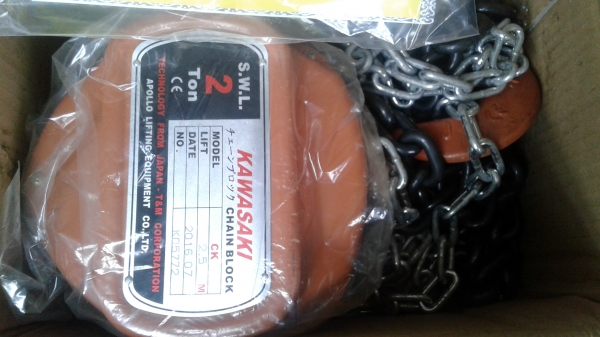 S.W.L.
2
Ton
CE
KAWASAKI
チェーンブロック CHAIN BLOCK
MODEL CK
LIFT 2.5 M
DATE 2016.07
NO. K05772
TECHNOLOGY FROM JAPAN - T&M CORPORATION
APOLLO LIFTING EQUIPMENT CO., LTD.